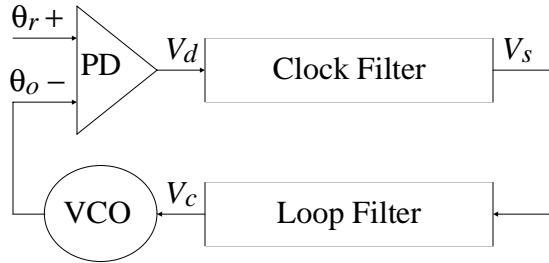 θr +
θo −
PD
Vd
Clock Filter
Vs
VCO
Vc
Loop Filter